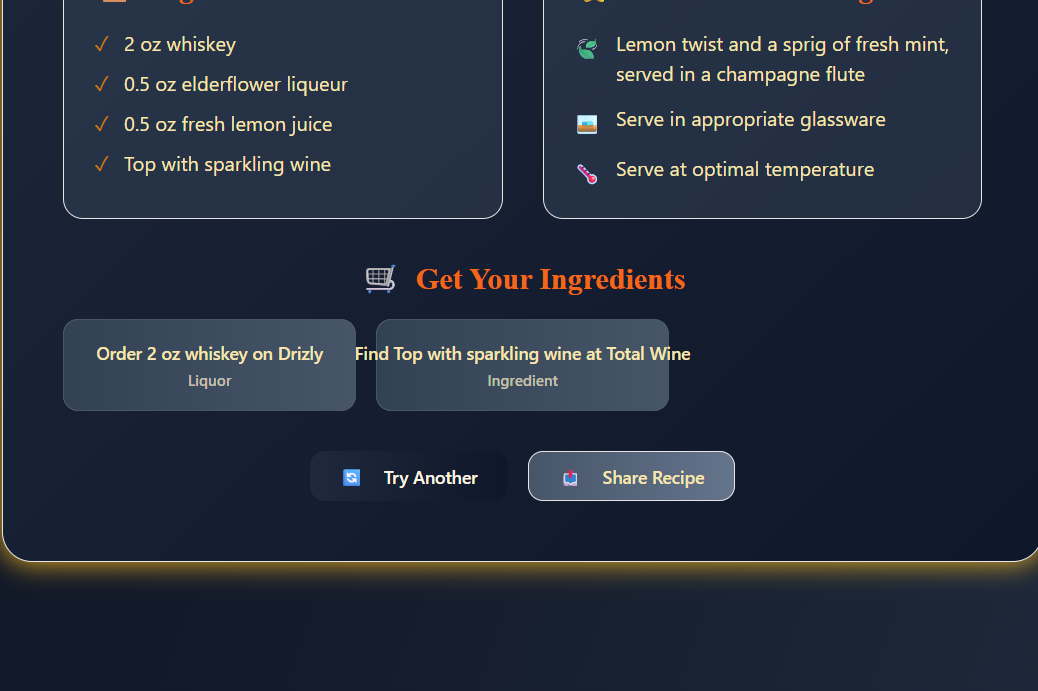 2 oz whiskey
0.5 oz elderflower liqueur
0.5 oz fresh lemon juice
Top with sparkling wine
Lemon twist and a sprig of fresh mint,
served in a champagne flute
Serve in appropriate glassware
Serve at optimal temperature
Get Your Ingredients
Order 2 oz whiskey on Drizly
Liquor
Find Top with sparkling wine at Total Wine
Ingredient
Try Another
Share Recipe